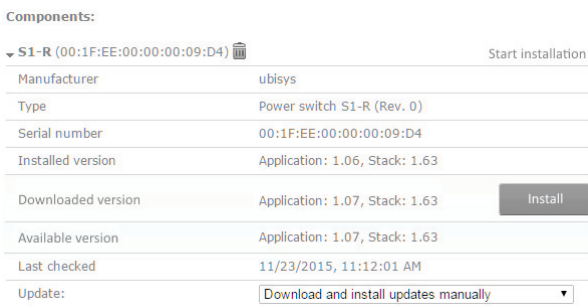 Components:
S1-R (00:1F:EE:00:00:00:09:D4) Start installation
Manufacturer ubisys
Type Power switch S1-R (Rev. 0)
Serial number 00:1F:EE:00:00:00:09:D4
Installed version Application: 1.06, Stack: 1.63
Downloaded version Application: 1.07, Stack: 1.63 Install
Available version Application: 1.07, Stack: 1.63
Last checked 11/23/2015, 11:12:01 AM
Update: Download and install updates manually